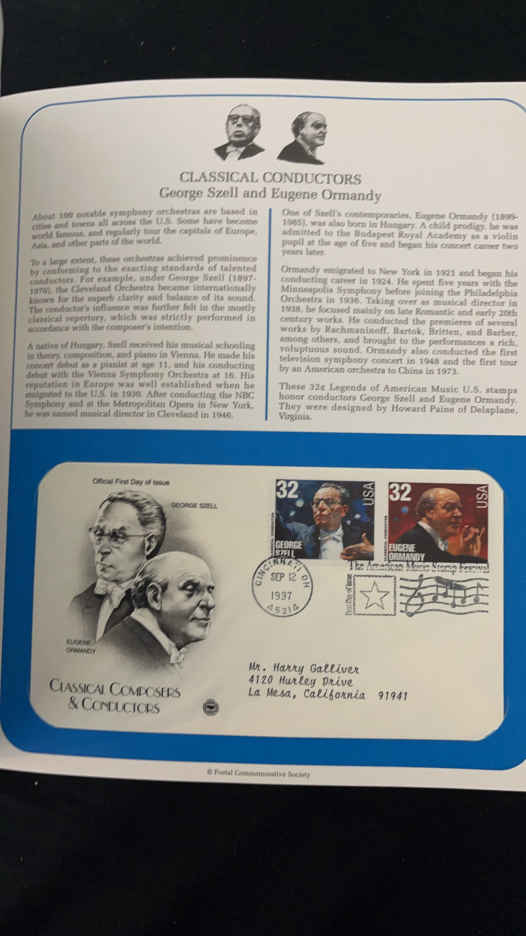 CLASSICAL CONDUCTORS
George Szell and Eugene Ormandy
About 100 notable symphony orchestras are based in
cities and towns all across the U.S. Some have become
world famous, and regularly tour the capitals of Europe,
Asia, and other parts of the world.
To a large extent, these orchestras achieved prominence
by conforming to the exacting standards of talented
conductors. For example, under George Szell (1897-
1970), the Cleveland Orchestra became internationally
known for the superb clarity and balance of its sound.
The conductor's influence was further felt in the mostly
classical repertory, which was strictly performed in
accordance with the composer's intention.
A native of Hungary, Szell received his musical schooling
in theory, composition, and piano in Vienna. He made his
concert debut as a pianist at age 11, and his conducting
debut with the Vienna Symphony Orchestra at 16. His
reputation in Europe was well established when he
emigrated to the U.S. in 1939. After conducting the NBC
Symphony and at the Metropolitan Opera in New York,
he was named musical director in Cleveland in 1946.
One of Szell's contemporaries, Eugene Ormandy (1899-
1985), was also born in Hungary. A child prodigy, he was
admitted to the Budapest Royal Academy as a violin
pupil at the age of five and began his concert career two
years later.
Ormandy emigrated to New York in 1921 and began his
conducting career in 1924. He spent five years with the
Minneapolis Symphony before joining the Philadelphia
Orchestra in 1936. Taking over as musical director in
1938, he focused mainly on late Romantic and early 20th
century works. He conducted the premieres of several
works by Rachmaninoff, Bartok, Britten, and Barber,
among others, and brought to the performances a rich,
voluptuous sound. Ormandy also conducted the first
television symphony concert in 1948 and the first tour
by an American orchestra to China in 1973.
These 32¢ Legends of American Music U.S. stamps
honor conductors George Szell and Eugene Ormandy.
They were designed by Howard Paine of Delaplane,
Virginia.
Official First Day of Issue
GEORGE SZELL
EUGENE
ORMANDY
CLASSICAL COMPOSERS
& CONDUCTORS
32
USA
GEORGE
SZELL
32
USA
EUGENE
ORMANDY
CINCINNATI OH
SEP 12
1997
45214
First Day of Issue
The American Music Stamp Festival
Mr. Harry Galliver
4120 Hurley Drive
La Mesa, California 91941
© Postal Commemorative Society